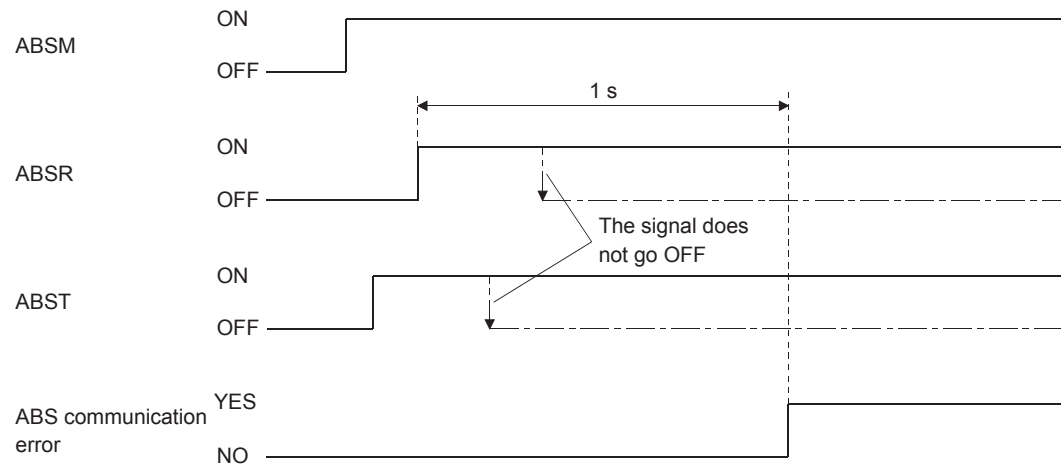 ON
ABSM
OFF
1 s
ON
ABSR
OFF
The signal does
not go OFF
ON
ABST
OFF
YES
ABS communication
error
NO